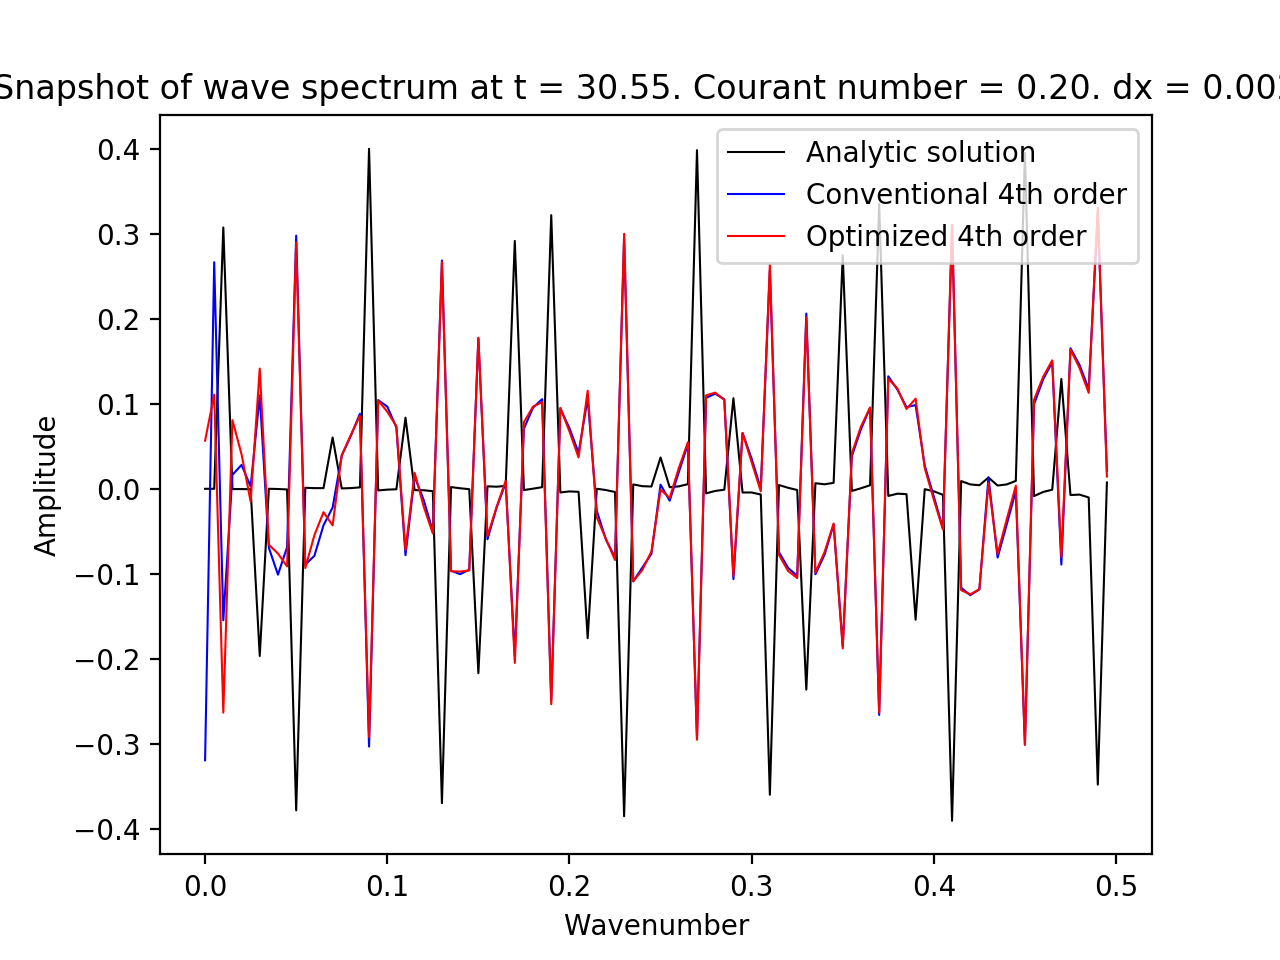 Snapshot of wave spectrum at t = 30.55. Courant number = 0.20. dx = 0.00
Analytic solution
Conventional 4th order
Optimized 4th order
Amplitude
0.4
0.3
0.2
0.1
0.0
−0.1
−0.2
−0.3
−0.4
0.0 0.1 0.2 0.3 0.4 0.5
Wavenumber